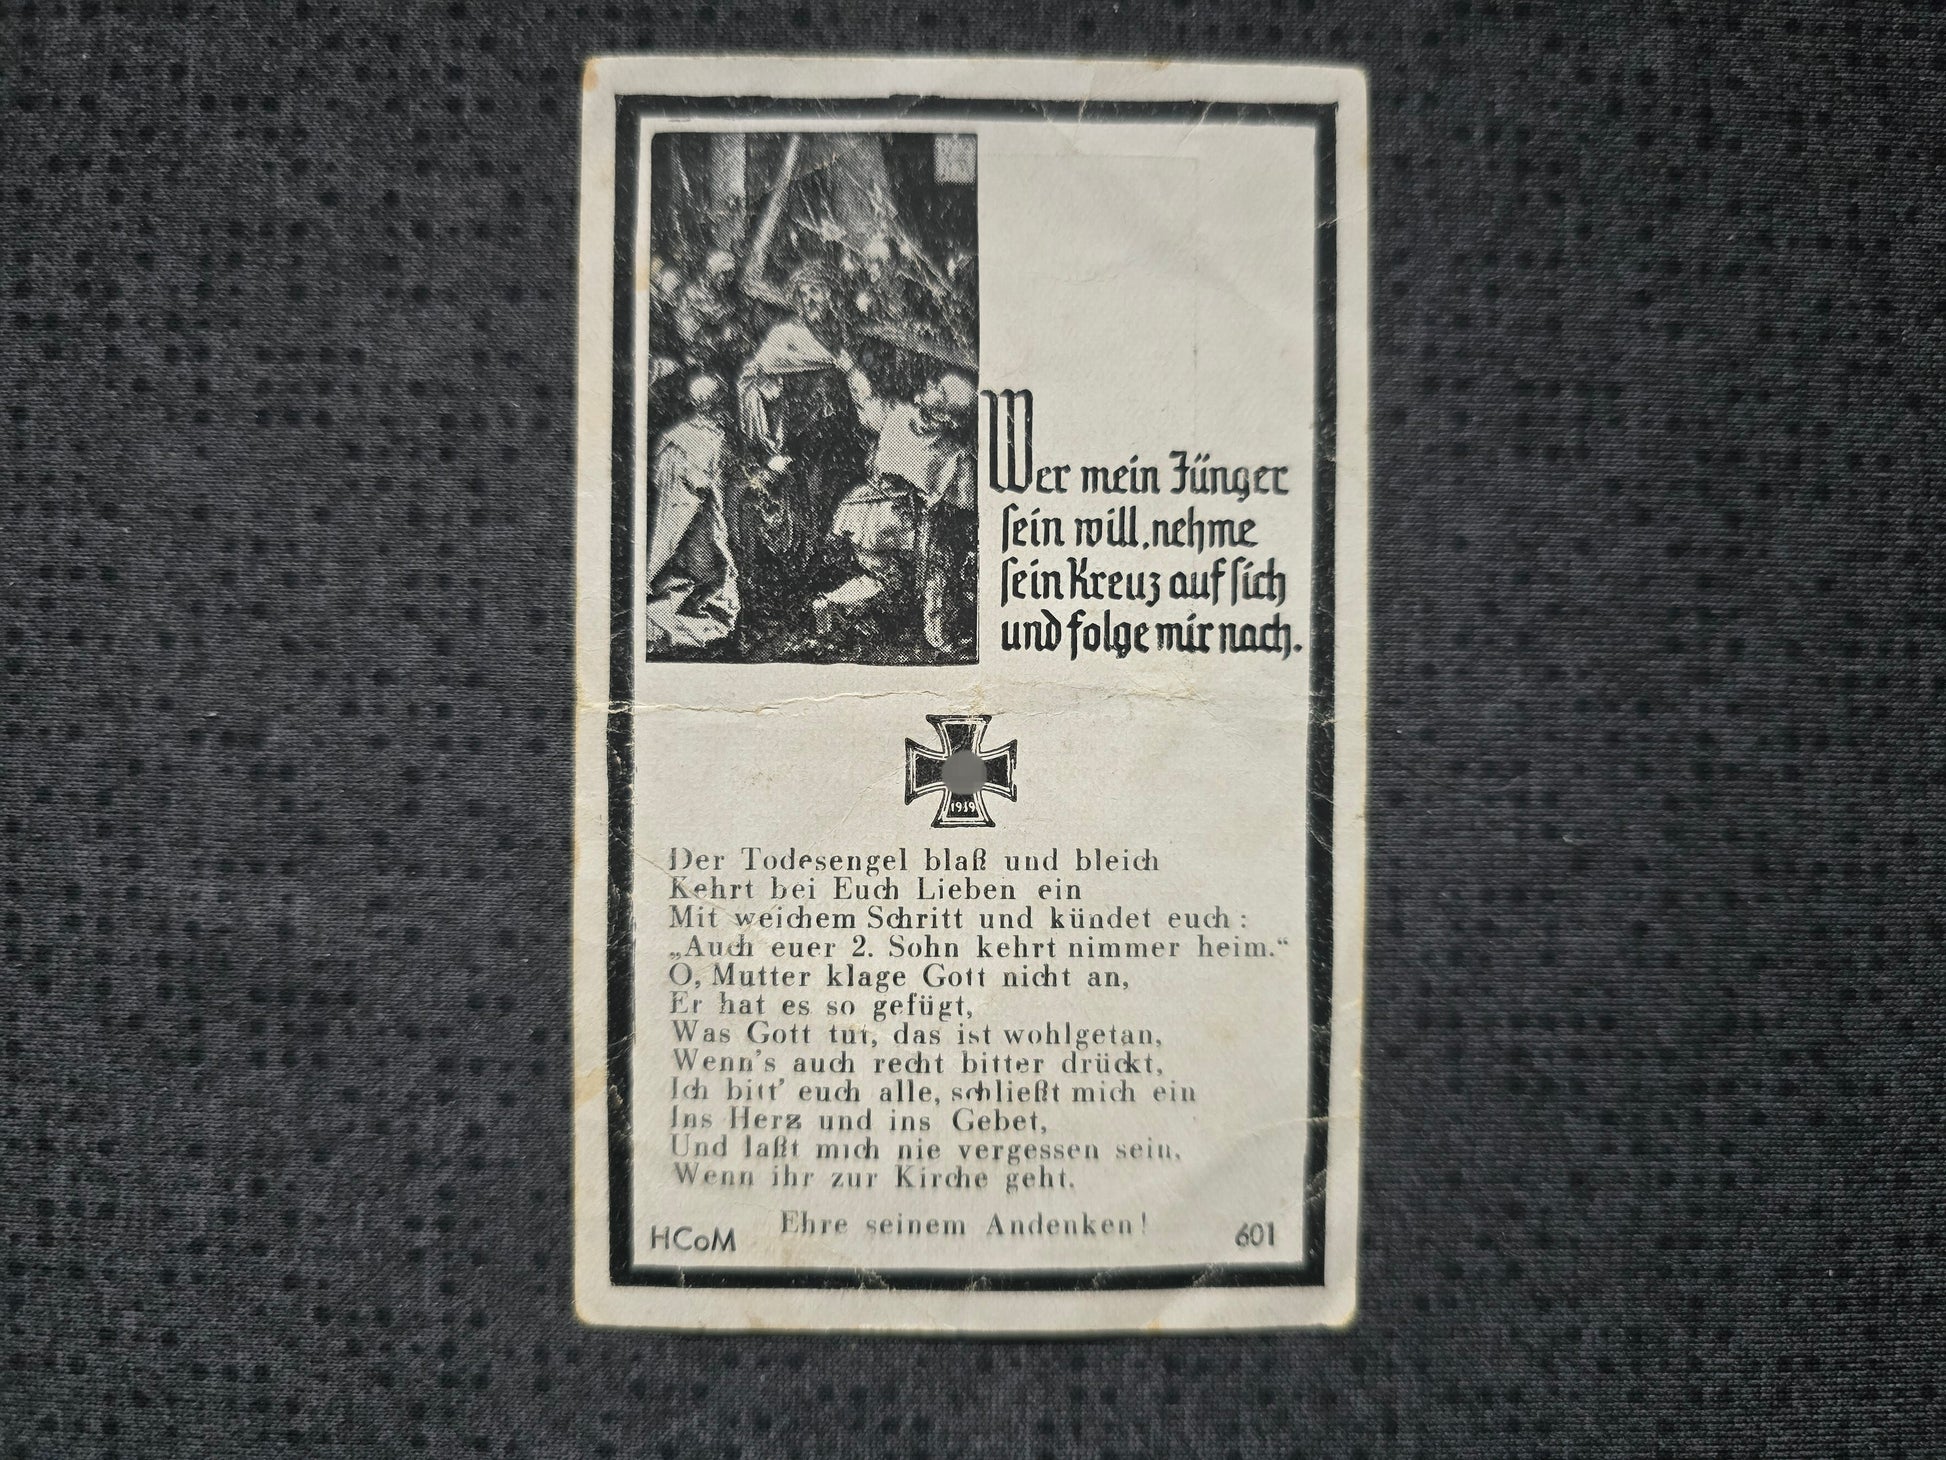 Wer mein Jünger
sein will, nehme
sein Kreuz auf sich
und folge mir nach.
1939
Der Todesengel blaß und bleich
Kehrt bei Euch Lieben ein
Mit weichem Schritt und kündet euch:
„Auch euer 2. Sohn kehrt nimmer heim.“
O, Mutter klage Gott nicht an,
Er hat es so gefügt,
Was Gott tut, das ist wohlgetan,
Wenn's auch recht bitter drückt,
Ich bitt' euch alle, schließt mich ein
Ins Herz und ins Gebet,
Und laßt mich nie vergessen sein,
Wenn ihr zur Kirche geht.
Ehre seinem Andenken!
HCoM 601